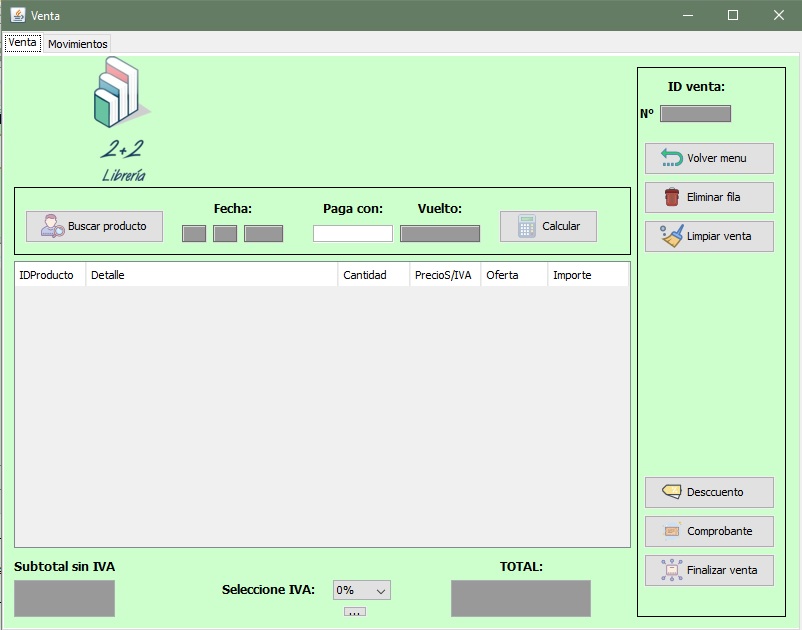 Venta
Venta Movimientos
2+2
Librería
ID venta:
Nº
Volver menu
Eliminar fila
Limpiar venta
Fecha: Paga con: Vuelto:
Buscar producto Calcular
IDProducto Detalle Cantidad PrecioS/IVA Oferta Importe
Desccuento
Comprobante
Finalizar venta
Subtotal sin IVA TOTAL:
Seleccione IVA: 0%
...